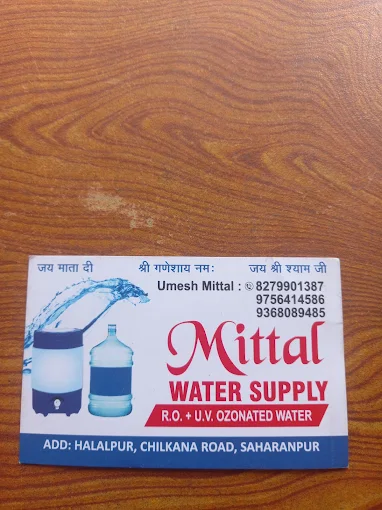 जय माता दी श्री गणेशाय नमः जय श्री श्याम जी
Umesh Mittal : 8279901387
9756414586
9368089485
Mittal
WATER SUPPLY
R.O. + U.V. OZONATED WATER
ADD: HALALPUR, CHILKANA ROAD, SAHARANPUR